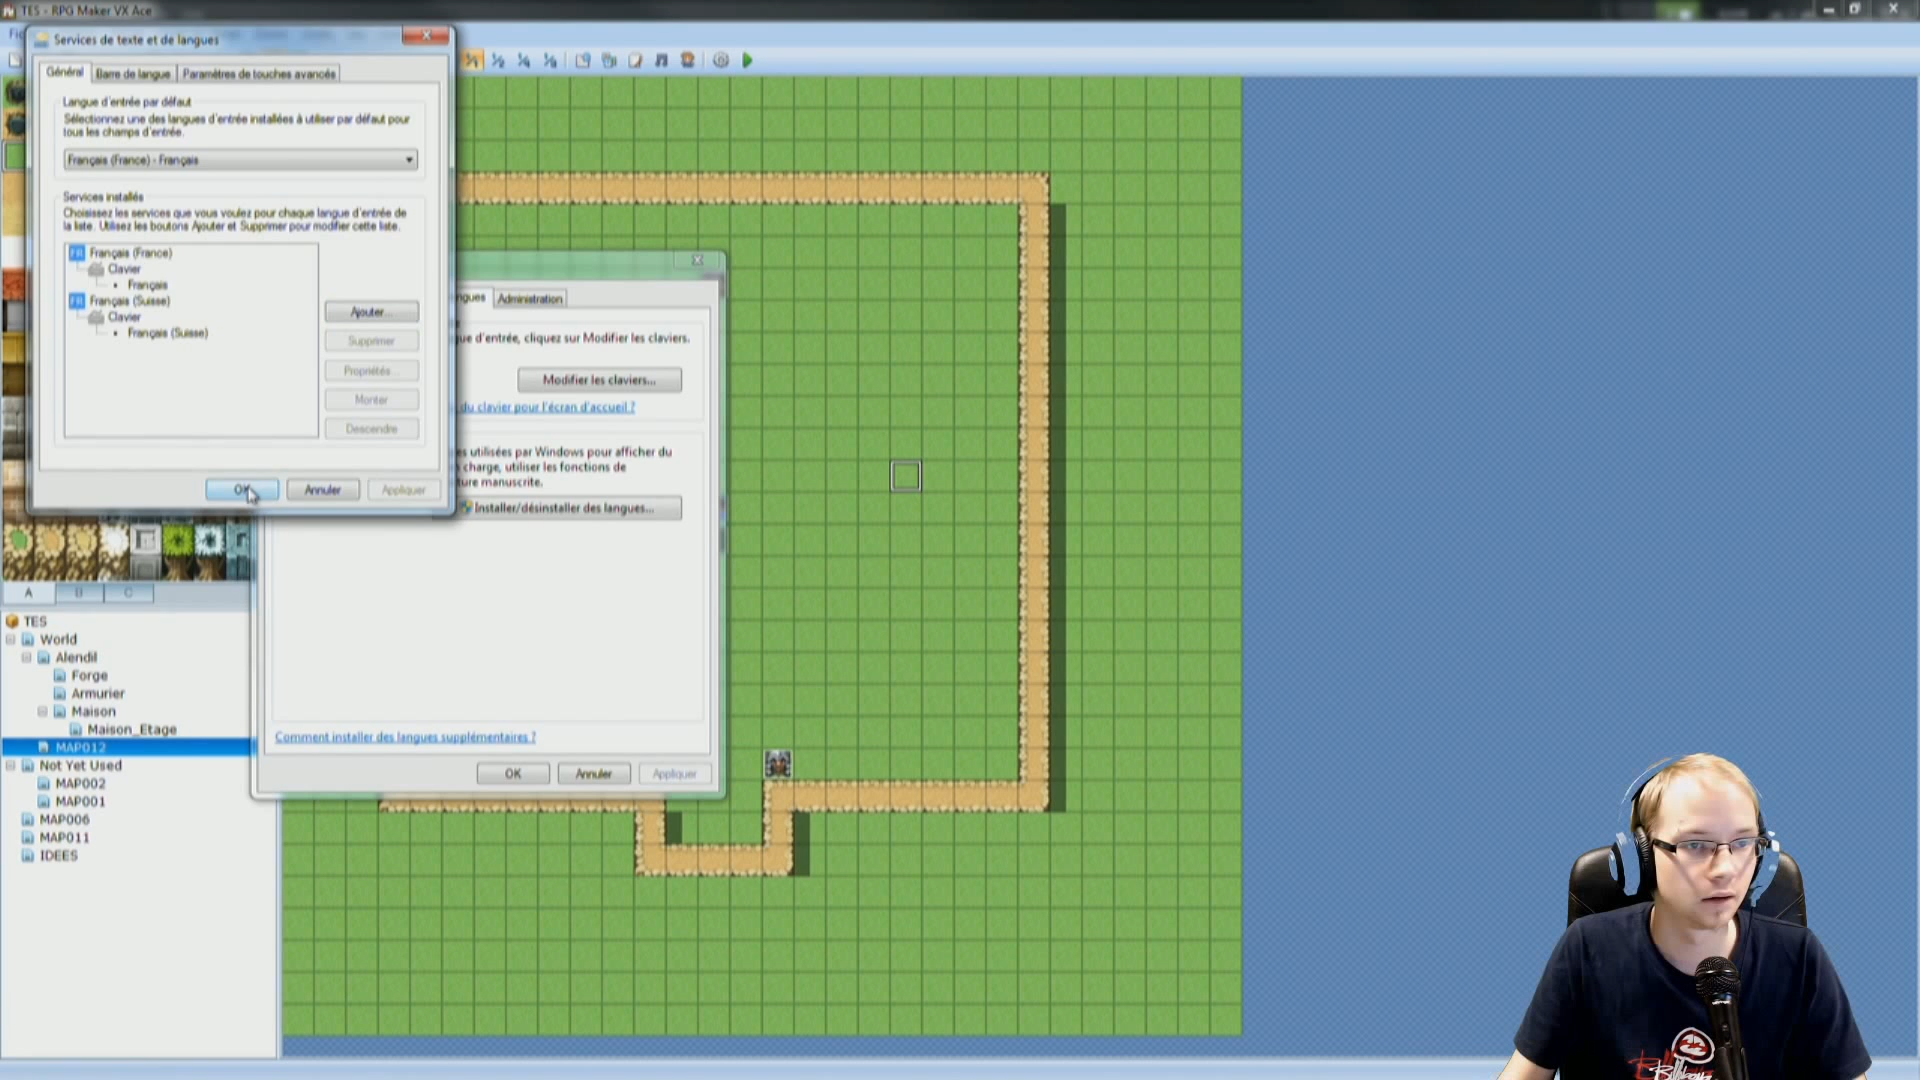 TES - RPG Maker VX Ace
Services de texte et de langues
Général
Barre de langue
Paramètres de touches avancés
Langue d'entrée par défaut
Sélectionnez une des langues d'entrée installées à utiliser par défaut pour
tous les champs d'entrée.
Français (France) - Français
Services installés
Choisissez les services que vous voulez pour chaque langue d'entrée de
la liste. Utilisez les boutons Ajouter et Supprimer pour modifier cette liste.
FR Français (France)
Clavier
• Français
FR Français (Suisse)
Clavier
• Français (Suisse)
Ajouter...
Supprimer
Propriétés...
Monter
Descendre
OK
Annuler
Appliquer
ngues
Administration
gue d'entrée, cliquez sur Modifier les claviers.
Modifier les claviers...
du clavier pour l'écran d'accueil ?
es utilisées par Windows pour afficher du
charge, utiliser les fonctions de
ture manuscrite.
Installer/désinstaller des langues...
Comment installer des langues supplémentaires ?
OK
Annuler
Appliquer
A
B
C
TES
World
Alendil
Forge
Armurier
Maison
Maison_Etage
MAP012
Not Yet Used
MAP002
MAP001
MAP006
MAP011
IDEES